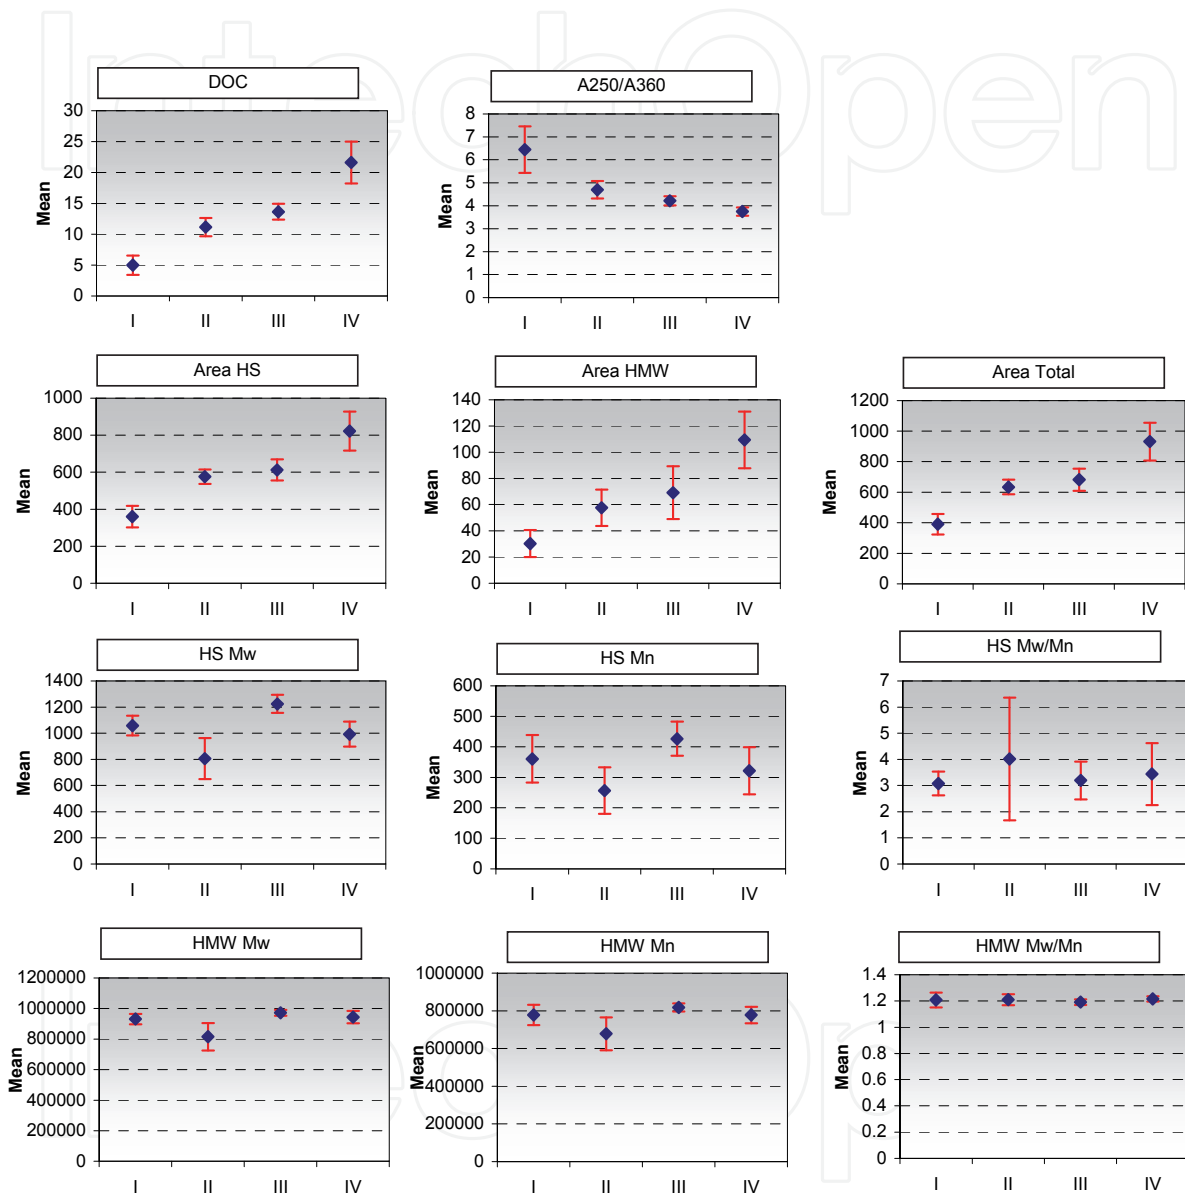 IntechOpen
DOC
30
25
20
15
10
5
0
Mean
I II III IV
A250/A360
8
7
6
5
4
3
2
1
0
Mean
I II III IV
Area HS
1000
800
600
400
200
0
Mean
I II III IV
Area HMW
140
120
100
80
60
40
20
0
Mean
I II III IV
Area Total
1200
1000
800
600
400
200
0
Mean
I II III IV
HS Mw
1400
1200
1000
800
600
400
200
0
Mean
I II III IV
HS Mn
600
500
400
300
200
100
0
Mean
I II III IV
HS Mw/Mn
7
6
5
4
3
2
1
0
Mean
I II III IV
HMW Mw
1200000
1000000
800000
600000
400000
200000
0
Mean
I II III IV
HMW Mn
1000000
800000
600000
400000
200000
0
Mean
I II III IV
HMW Mw/Mn
1.4
1.2
1
0.8
0.6
0.4
0.2
0
Mean
I II III IV
IntechOpen